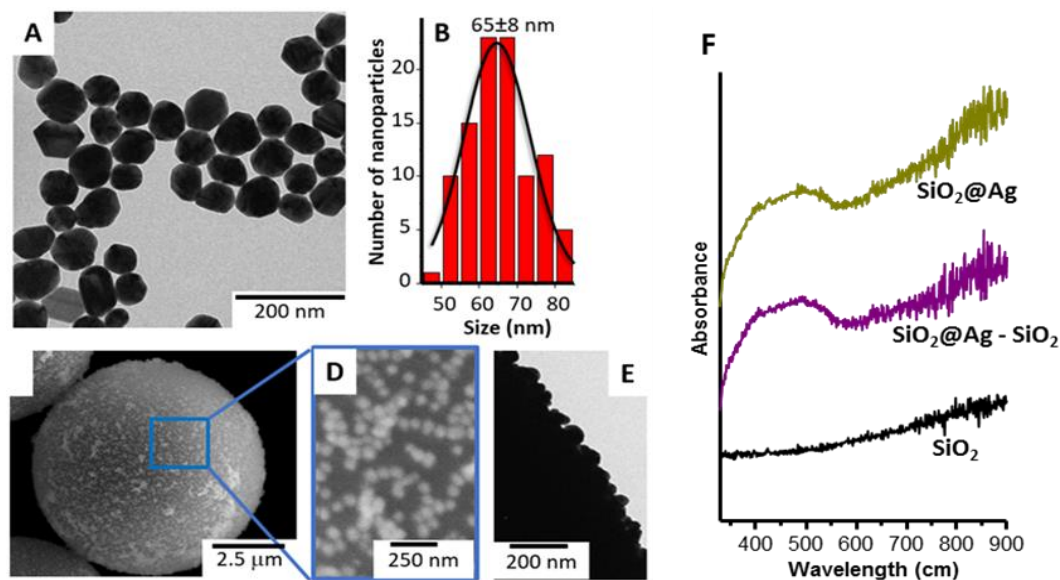 A
200 nm
B
65±8 nm
Number of nanoparticles
20
15
10
5
0
50 60 70 80
Size (nm)
2.5 μm
D
250 nm
E
200 nm
F
Absorbance
SiO₂@Ag
SiO₂@Ag - SiO₂
SiO₂
400 500 600 700 800 900
Wavelength (cm)